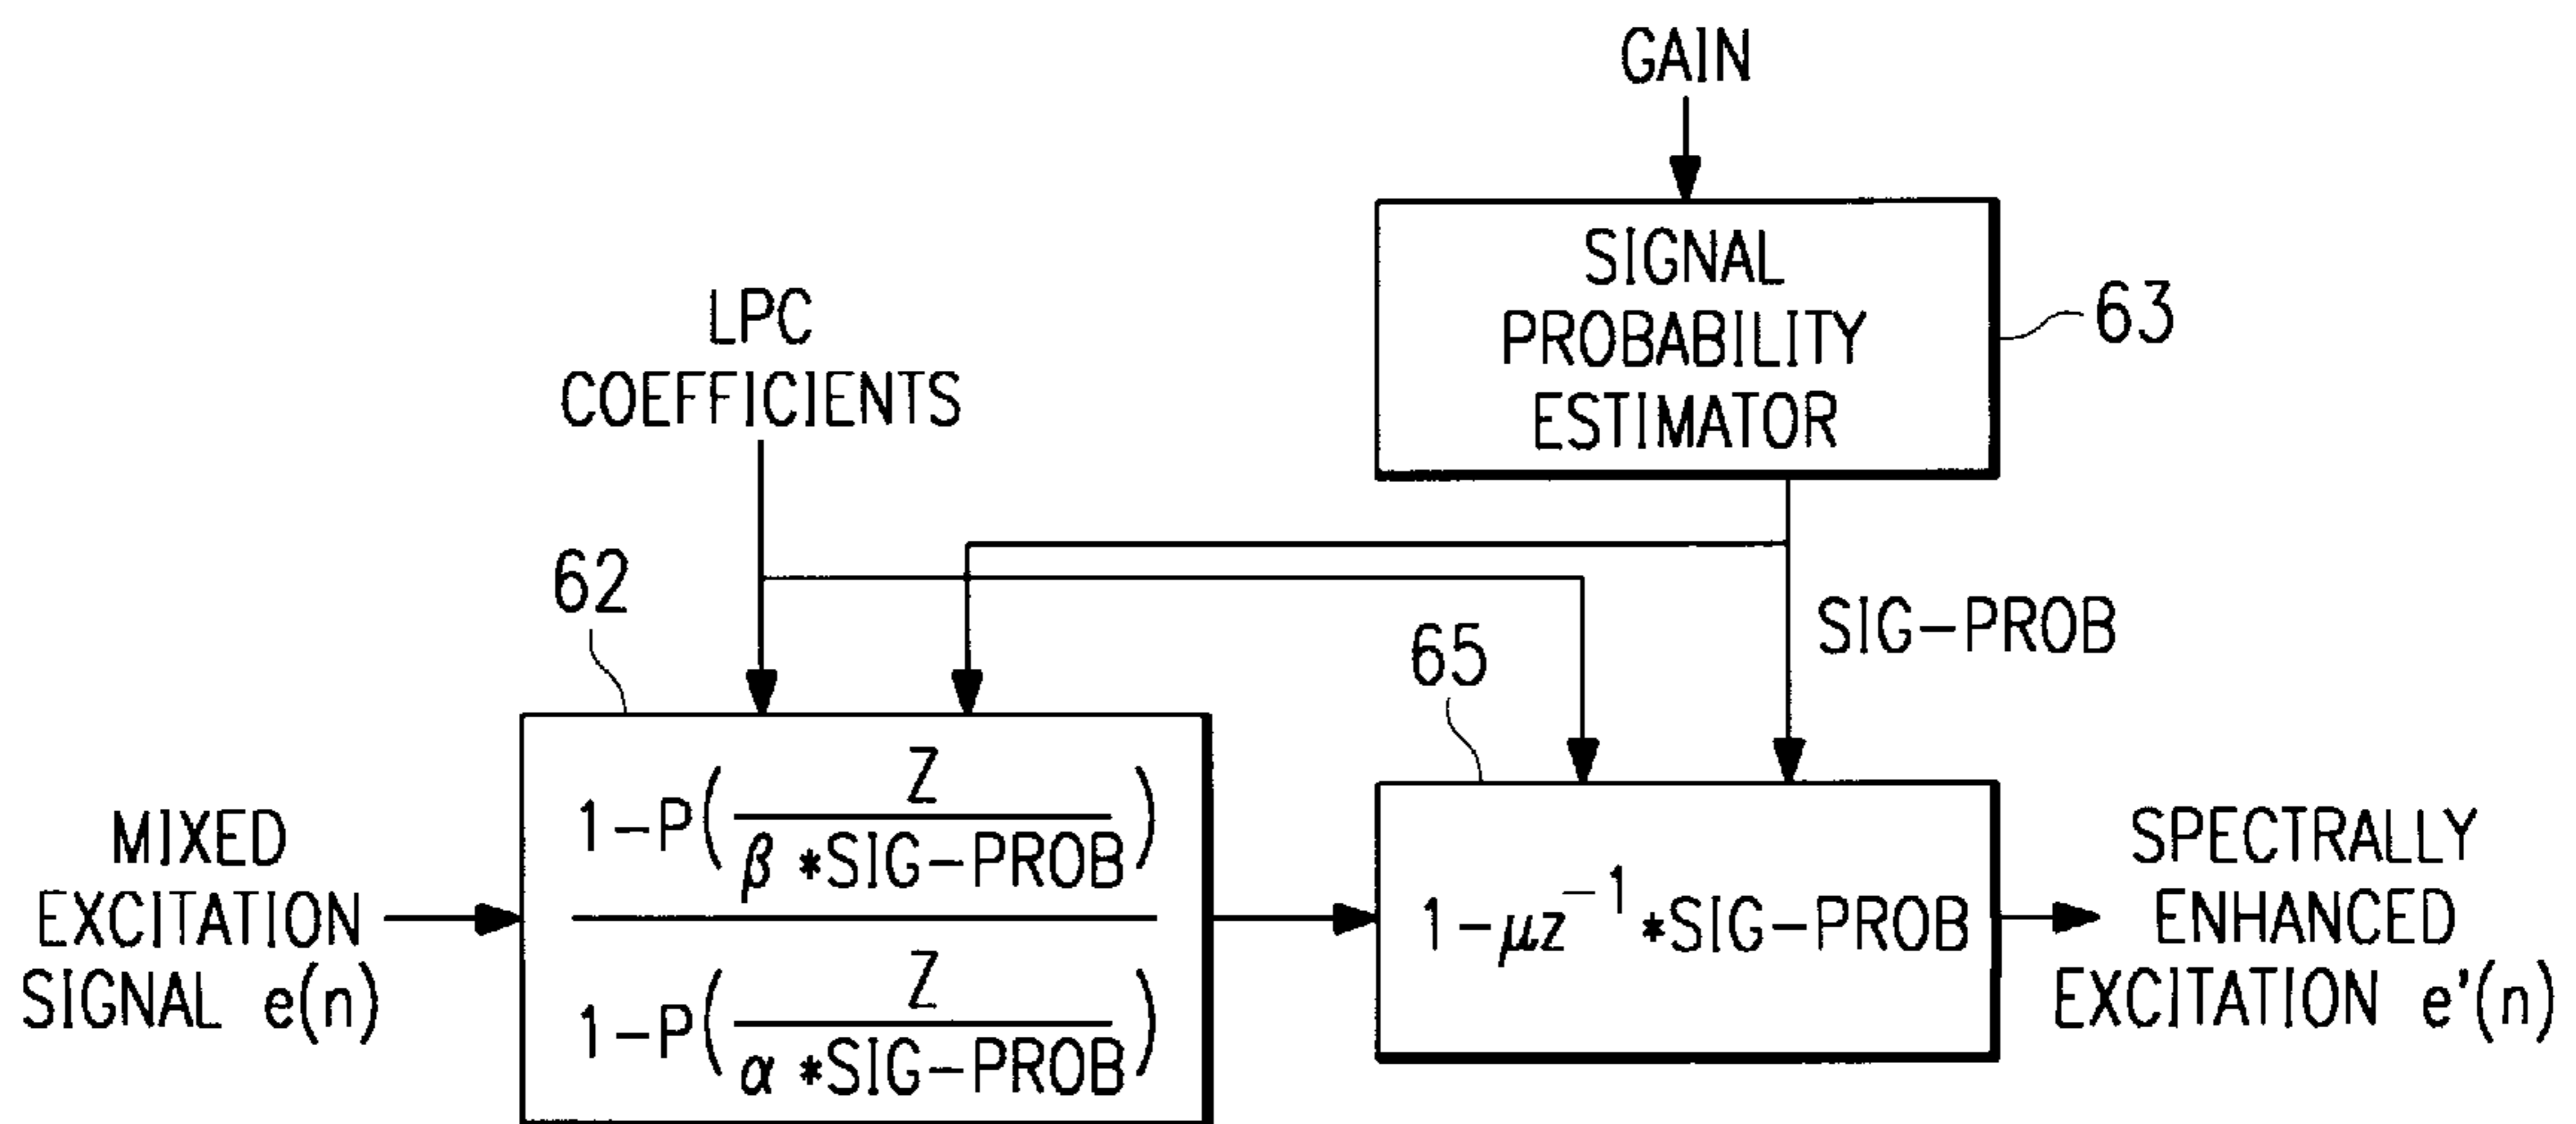 GAIN
SIGNAL
PROBABILITY
ESTIMATOR
63
LPC
COEFFICIENTS
62
65
SIG-PROB
MIXED
EXCITATION
SIGNAL e(n)
1-P(Z/β *SIG-PROB)
1-P(Z/α *SIG-PROB)
1-μz⁻¹ *SIG-PROB
SPECTRALLY
ENHANCED
EXCITATION e'(n)